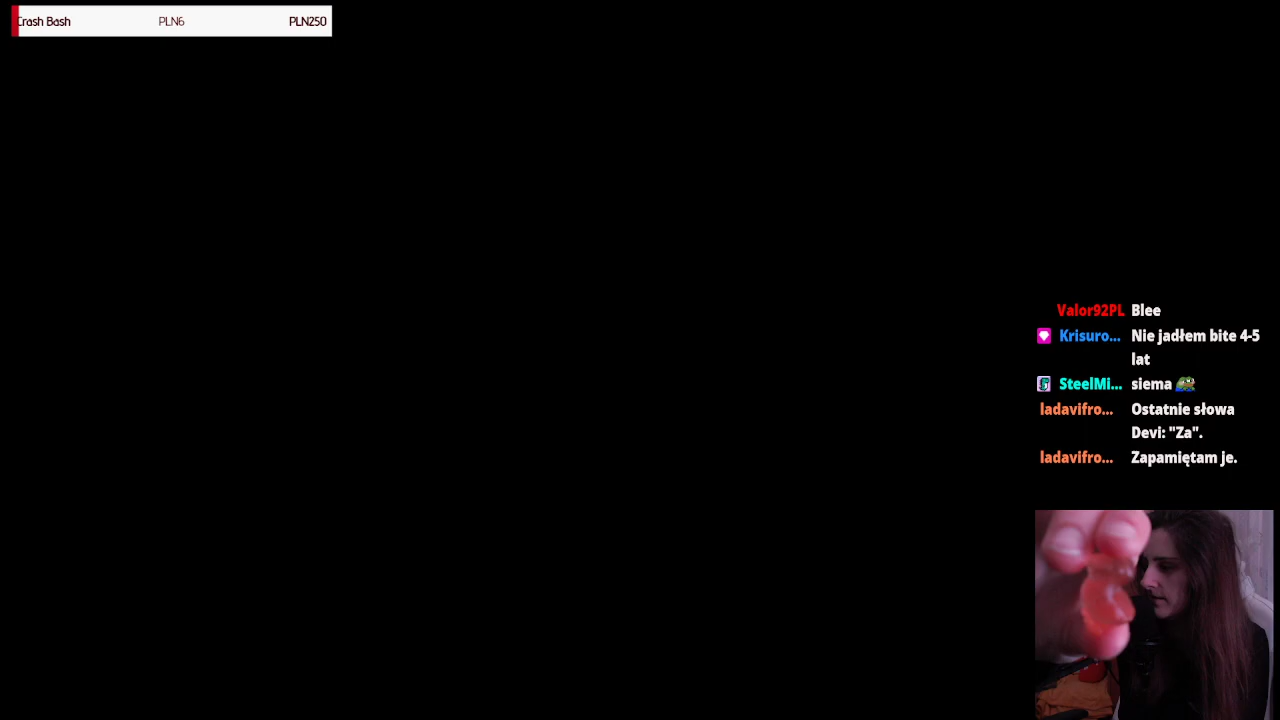 Crash Bash PLN6 PLN250
Valor92PL Blee
Krisuro... Nie jadłem bite 4-5
lat
SteelMi... siema
ladavifro... Ostatnie słowa
Devi: "Za".
ladavifro... Zapamiętam je.